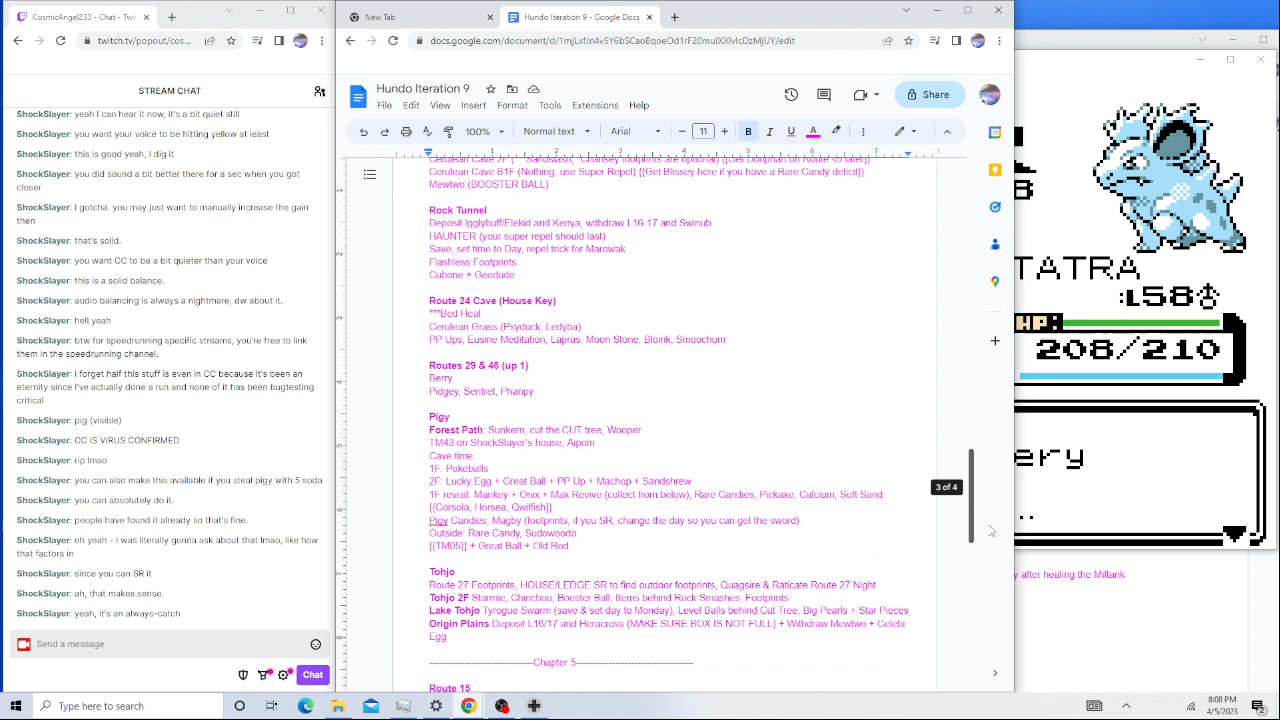 CosmicAngel233 - Chat - Twit
New Tab
Hundo Iteration 9 - Google Docs
twitch.tv/popout/cos...
docs.google.com/document/d/1mjLxfJn4v5Y6bSCaoBqpeOd1rF20mulXXIvIcDzMjUY/edit
STREAM CHAT
ShockSlayer: yeah I can hear it now, it's a bit quiet still
ShockSlayer: you want your voice to be hitting yellow at least
ShockSlayer: this is good yeah, I dig it
ShockSlayer: you did sound a bit better there for a sec when you got
closer
ShockSlayer: I gotcha. you may just want to manually increase the gain
then
ShockSlayer: that's solid.
ShockSlayer: you want CC to be a bit quieter than your voice
ShockSlayer: this is a solid balance.
ShockSlayer: audio balancing is always a nightmare, dw about it.
ShockSlayer: hell yeah
ShockSlayer: btw for speedrunning specific streams, you're free to link
them in the speedrunning channel.
ShockSlayer: I forget half this stuff is even in CC because it's been an
eternity since I've actually done a run and none of it has been bugtesting
critical
ShockSlayer: pig (visible)
ShockSlayer: CC IS VIRUS CONFIRMED
ShockSlayer: rip lmao
ShockSlayer: you can also make this available if you steal pigy with 5 soda
ShockSlayer: you can absolutely do it.
ShockSlayer: people have found it already so that's fine.
ShockSlayer: oh yeah - I was literally gonna ask about that lmao, like how
that factors in
ShockSlayer: since you can SR it
ShockSlayer: ah, that makes sense.
ShockSlayer: yeah, it's an always-catch
Send a message
Chat
Hundo Iteration 9
File Edit View Insert Format Tools Extensions Help
Share
100% Normal text Arial 11 B I U A
1 2 3 4 5 6 7
Cerulean Cave 2F (*** Sandslash, *Chansey footprints are optional) {{Get Donphan on Route 45 later}}
Cerulean Cave B1F (Nothing, use Super Repel) {{Get Blissey here if you have a Rare Candy deficit}}
Mewtwo (BOOSTER BALL)
Rock Tunnel
Deposit Igglybuff/Elekid and Kenya, withdraw L16-17 and Swinub
HAUNTER (your super repel should last)
Save, set time to Day, repel trick for Marowak
Flashless Footprints
Cubone + Geodude
Route 24 Cave (House Key)
***Bed Heal
Cerulean Grass (Psyduck, Ledyba)
PP Ups, Eusine Meditation, Lapras, Moon Stone, Bloink, Smoochum
Routes 29 & 46 (up 1)
Berry
Pidgey, Sentret, Phanpy
Pigy
Forest Path: Sunkern, cut the CUT tree, Wooper
TM43 on ShockSlayer's house, Aipom
Cave time
1F: Pokeballs
2F: Lucky Egg + Great Ball + PP Up + Machop + Sandshrew
1F revisit: Mankey + Onix + Max Revive (collect from below), Rare Candies, Pickaxe, Calcium, Soft Sand
{{Corsola, Horsea, Qwilfish}}
Pigy Candies, Magby (footprints, if you SR, change the day so you can get the sword)
Outside: Rare Candy, Sudowoodo
{{TM05}} + Great Ball + Old Rod
Tohjo
Route 27 Footprints, HOUSE/LEDGE SR to find outdoor footprints, Quagsire & Raticate Route 27 Night
Tohjo 2F Starmie, Chinchou, Booster Ball, Items behind Rock Smashes, Footprints
Lake Tohjo Tyrogue Swarm (save & set day to Monday), Level Balls behind Cut Tree, Big Pearls + Star Pieces
Origin Plains Deposit L16/17 and Heracross (MAKE SURE BOX IS NOT FULL) + Withdraw Mewtwo + Celebi
Egg
--------------------------------Chapter 5------------------------------------
Route 15
3 of 4
8
TATRA
:L58
HP:
208/210
ery
..
y after healing the Miltank
Type here to search
8:08 PM
4/5/2023
2